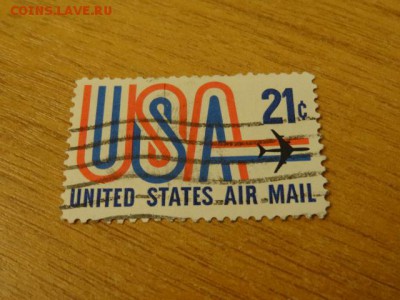 COINS.LAVE.RU
USA 21¢
UNITED STATES AIR MAIL